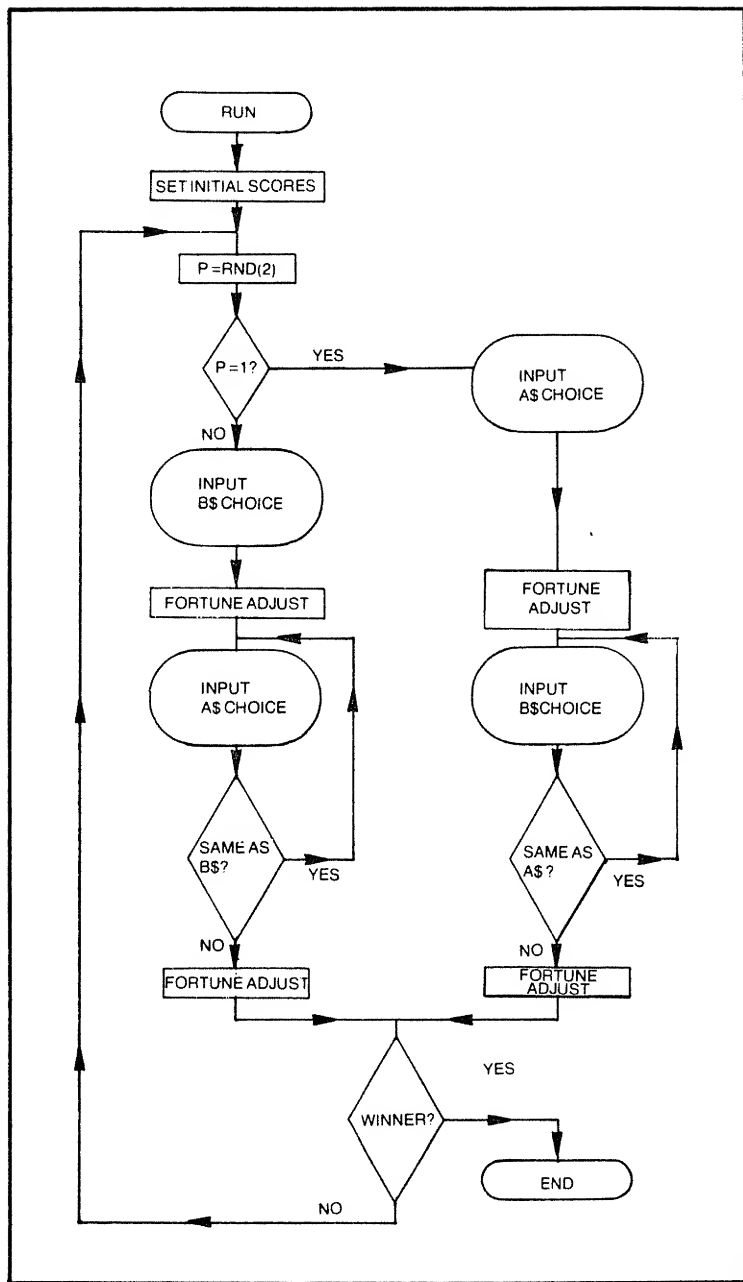 RUN
SET INITIAL SCORES
P=RND(2)
P=1?
YES
NO
INPUT
A$ CHOICE
INPUT
B$ CHOICE
FORTUNE ADJUST
FORTUNE
ADJUST
INPUT
A$ CHOICE
INPUT
B$CHOICE
SAME AS
B$?
YES
SAME AS
A$?
YES
NO
NO
FORTUNE ADJUST
FORTUNE
ADJUST
WINNER?
YES
END
NO